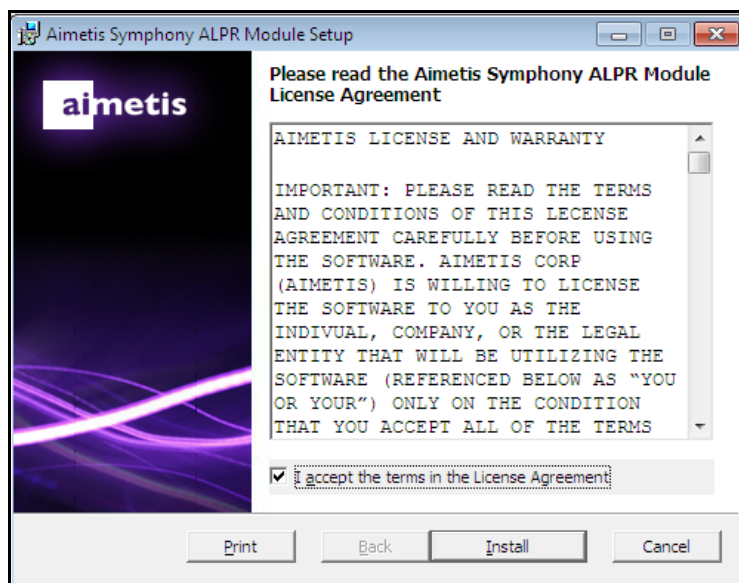 Aimetis Symphony ALPR Module Setup
aimetis
Please read the Aimetis Symphony ALPR Module
License Agreement
AIMETIS LICENSE AND WARRANTY
IMPORTANT: PLEASE READ THE TERMS
AND CONDITIONS OF THIS LECENSE
AGREEMENT CAREFULLY BEFORE USING
THE SOFTWARE. AIMETIS CORP
(AIMETIS) IS WILLING TO LICENSE
THE SOFTWARE TO YOU AS THE
INDIVUAL, COMPANY, OR THE LEGAL
ENTITY THAT WILL BE UTILIZING THE
SOFTWARE (REFERENCED BELOW AS “YOU
OR YOUR”) ONLY ON THE CONDITION
THAT YOU ACCEPT ALL OF THE TERMS
I accept the terms in the License Agreement
Print Back Install Cancel